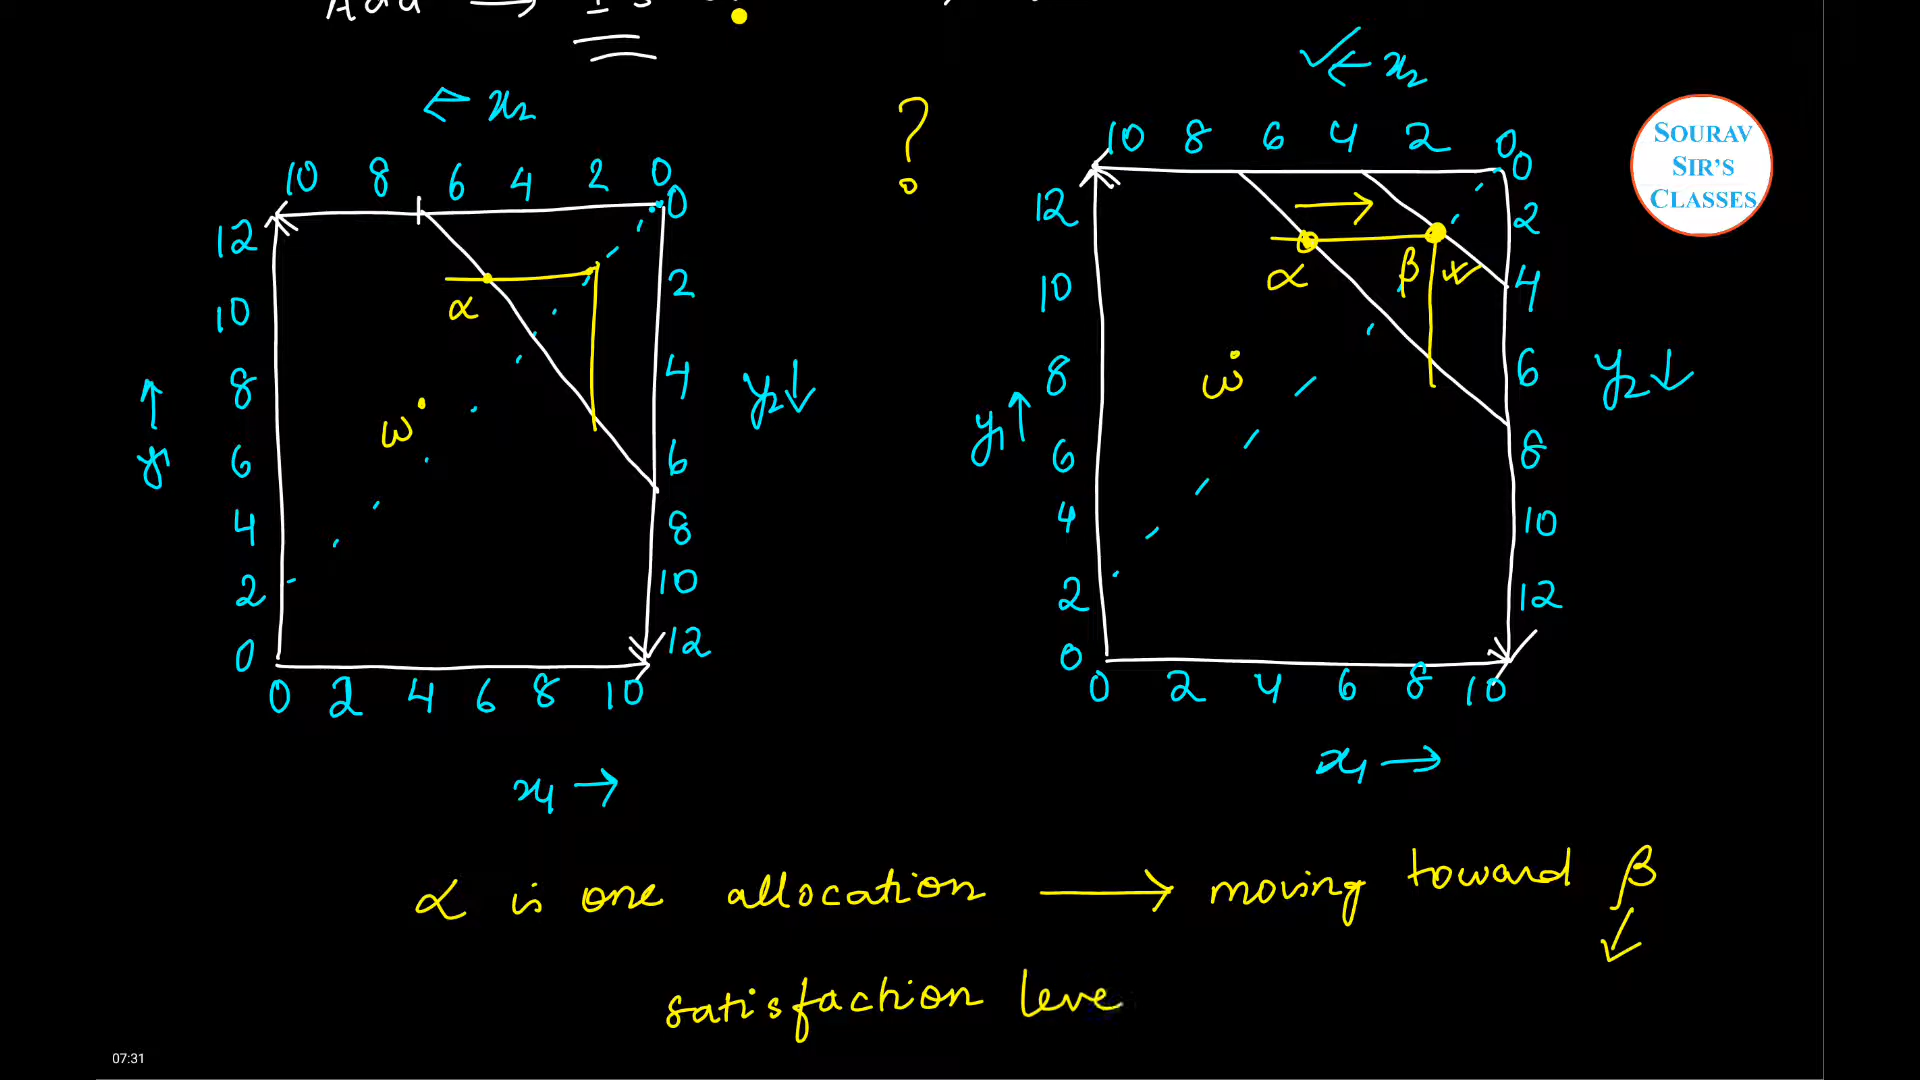 Add → I's
← x₂
10 8 6 4 2 0
0 2 4 6 8 10 12
12 10 8 6 4 2 0
0 2 4 6 8 10
α
ω
y₁ ↑
y₂ ↓
x₁ →
?
✓ ← x₂
10 8 6 4 2 0
0 2 4 6 8 10 12
12 10 8 6 4 2 0
0 2 4 6 8 10
α
β
ω
y₁ ↑
y₂ ↓
x₁ →
SOURAV
SIR'S
CLASSES
α is one allocation → moving toward β
satisfaction leve
07:31